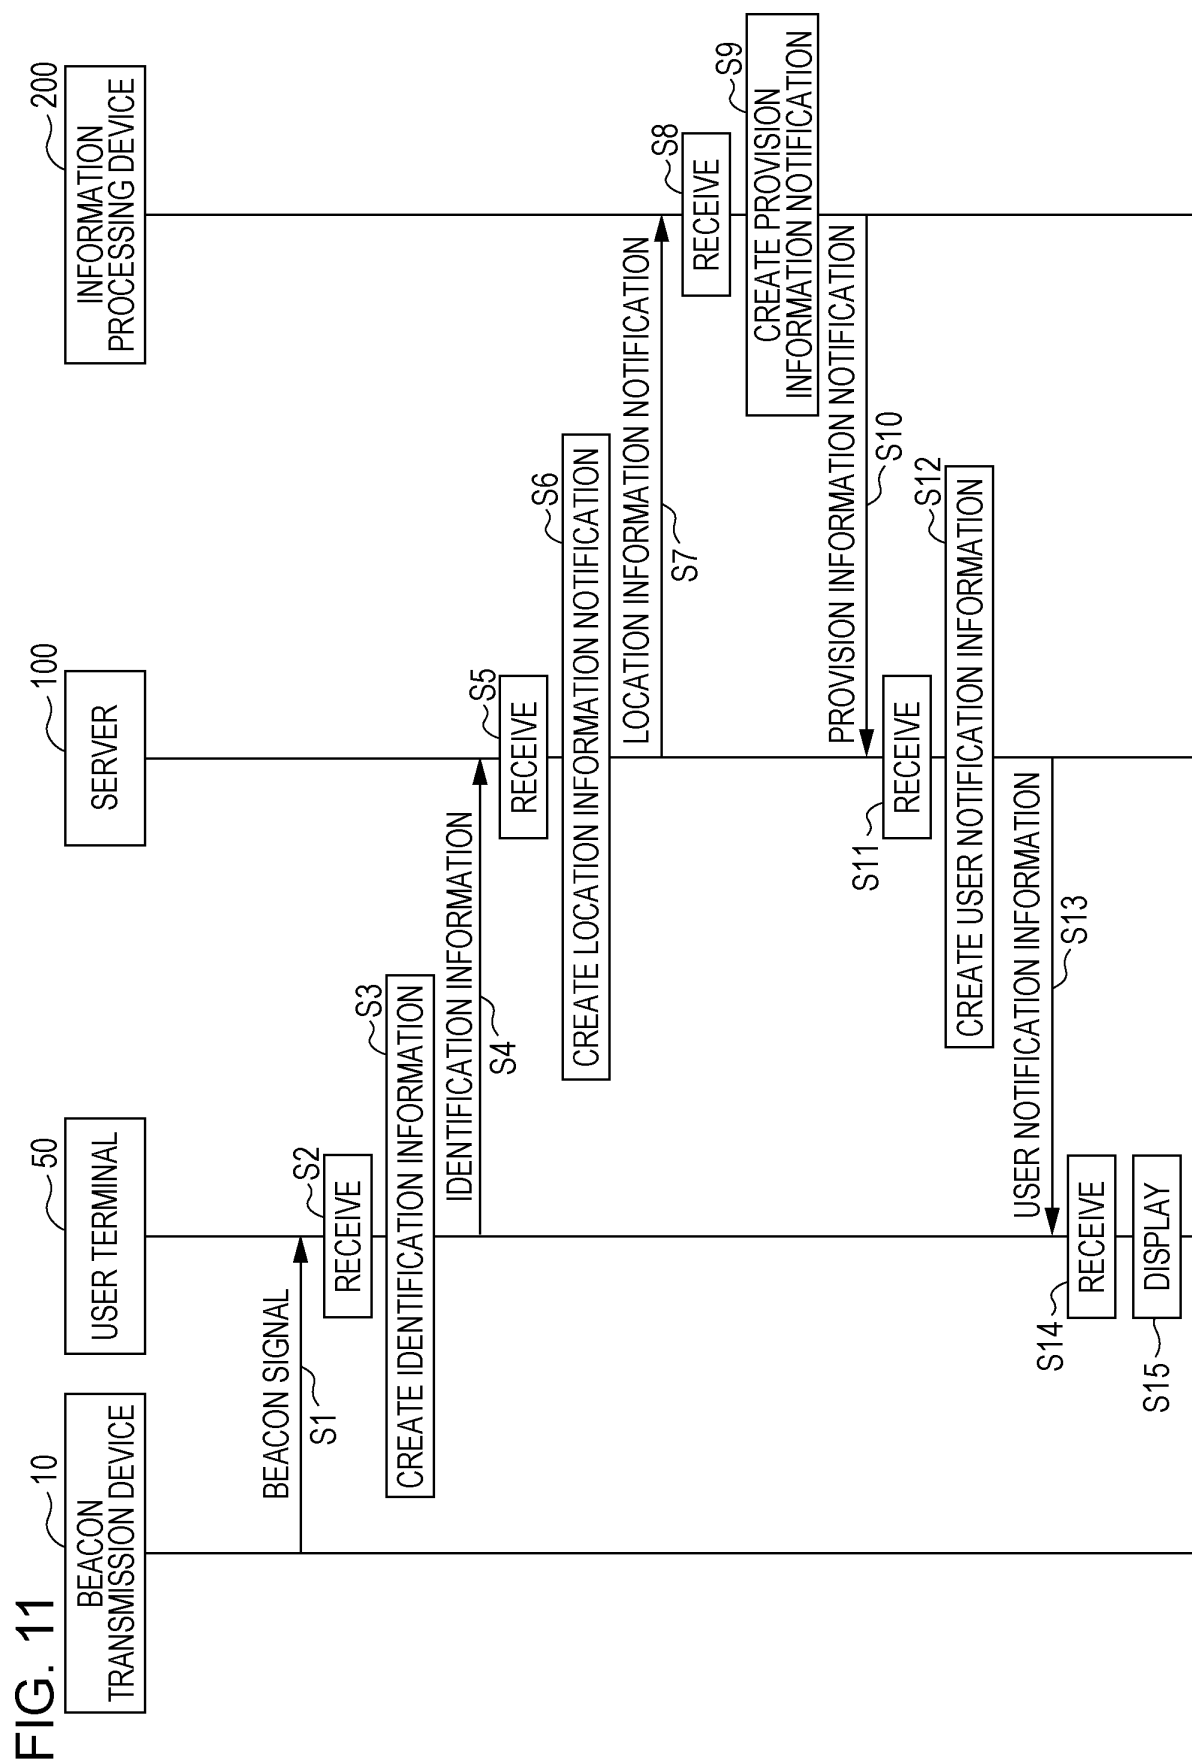 FIG. 11
10
BEACON
TRANSMISSION DEVICE
50
USER TERMINAL
100
SERVER
200
INFORMATION
PROCESSING DEVICE
BEACON SIGNAL
S1
S2
RECEIVE
S3
CREATE IDENTIFICATION INFORMATION
IDENTIFICATION INFORMATION
S4
S5
RECEIVE
S6
CREATE LOCATION INFORMATION NOTIFICATION
LOCATION INFORMATION NOTIFICATION
S7
S8
RECEIVE
S9
CREATE PROVISION
INFORMATION NOTIFICATION
PROVISION INFORMATION NOTIFICATION
S10
S11
RECEIVE
S12
CREATE USER NOTIFICATION INFORMATION
USER NOTIFICATION INFORMATION
S13
S14
RECEIVE
S15
DISPLAY